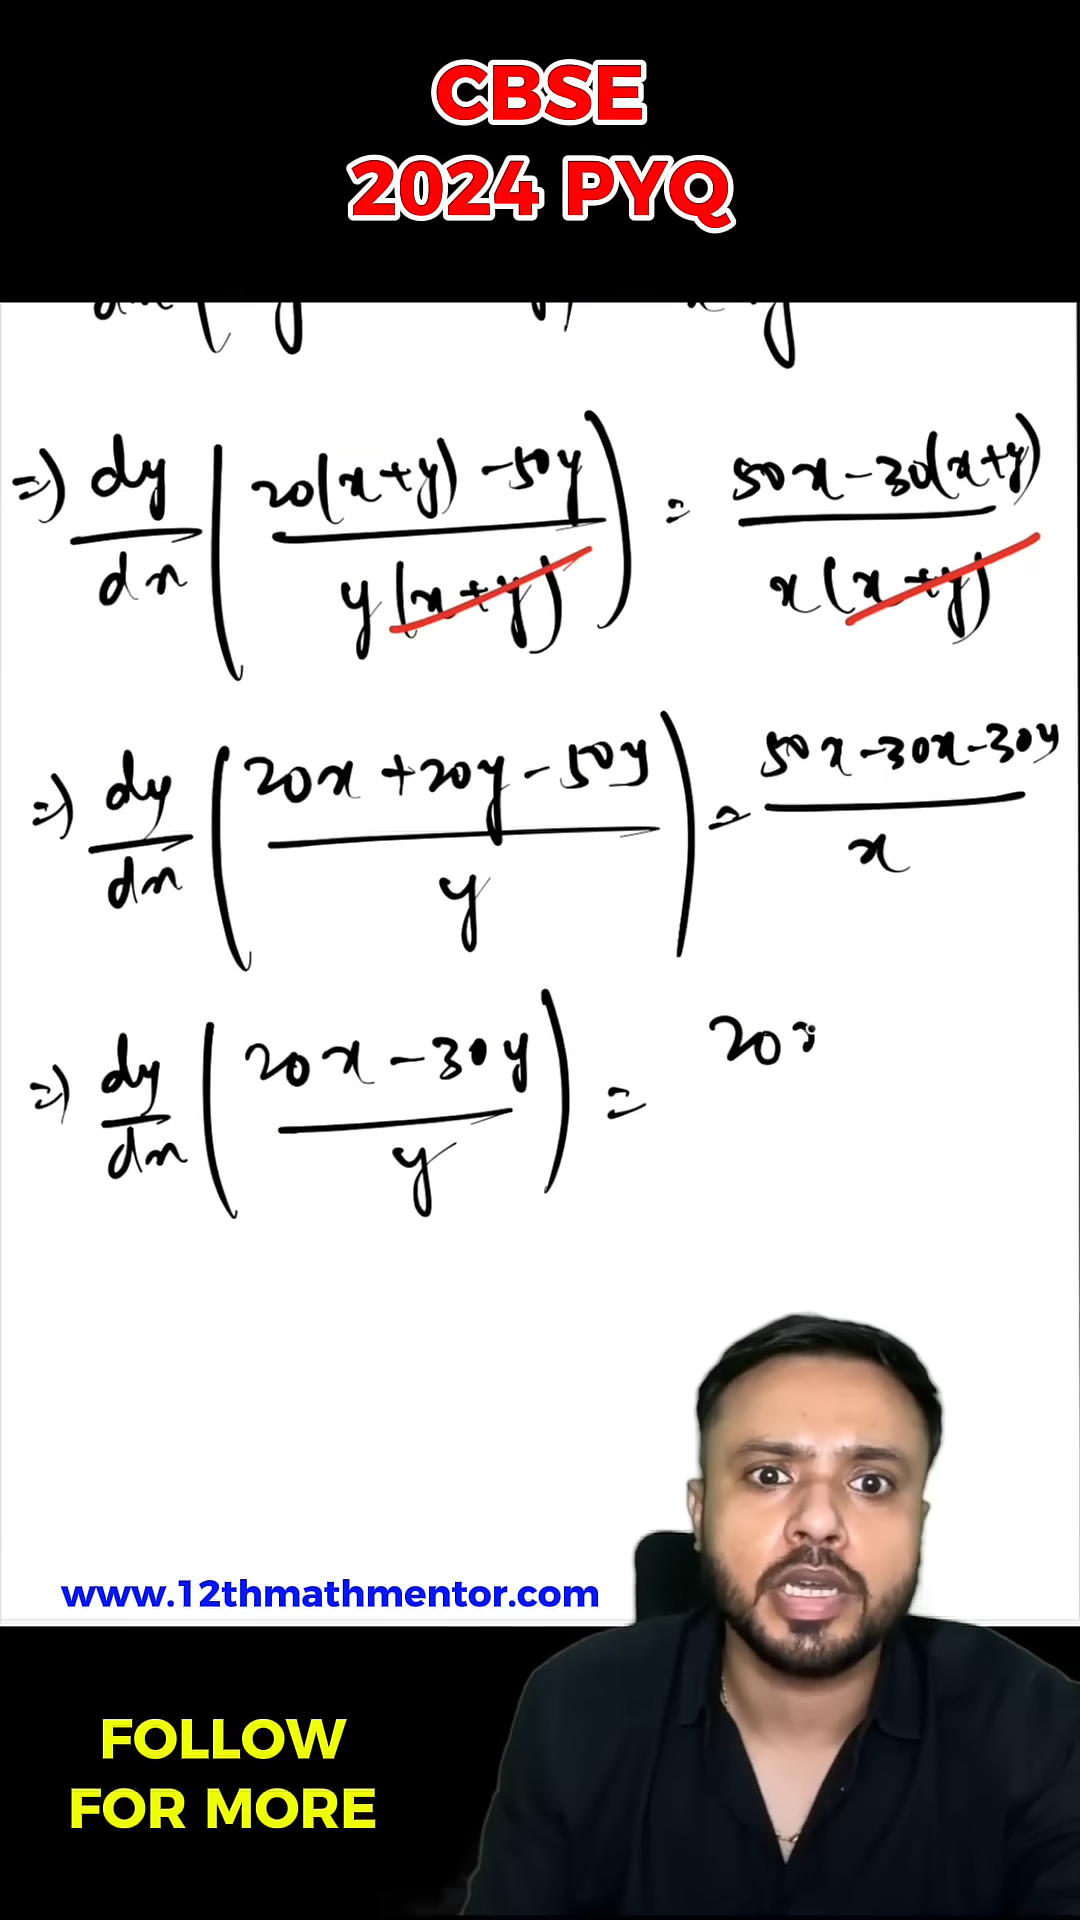 CBSE
2024 PYQ
=> dy/dx ( 20(x+y) - 50y / y(x+y) ) = 50x - 30(x+y) / x(x+y)
=> dy/dx ( 20x + 20y - 50y / y ) = 50x - 30x - 30y / x
=> dy/dx ( 20x - 30y / y ) = 20
www.12thmathmentor.com
FOLLOW
FOR MORE